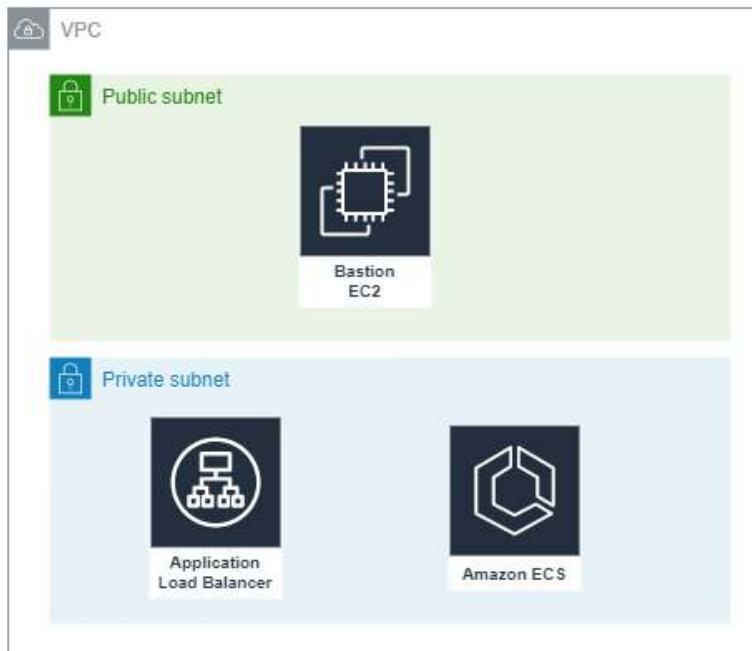 VPC
Public subnet
Bastion
EC2
Private subnet
Application
Load Balancer
Amazon ECS